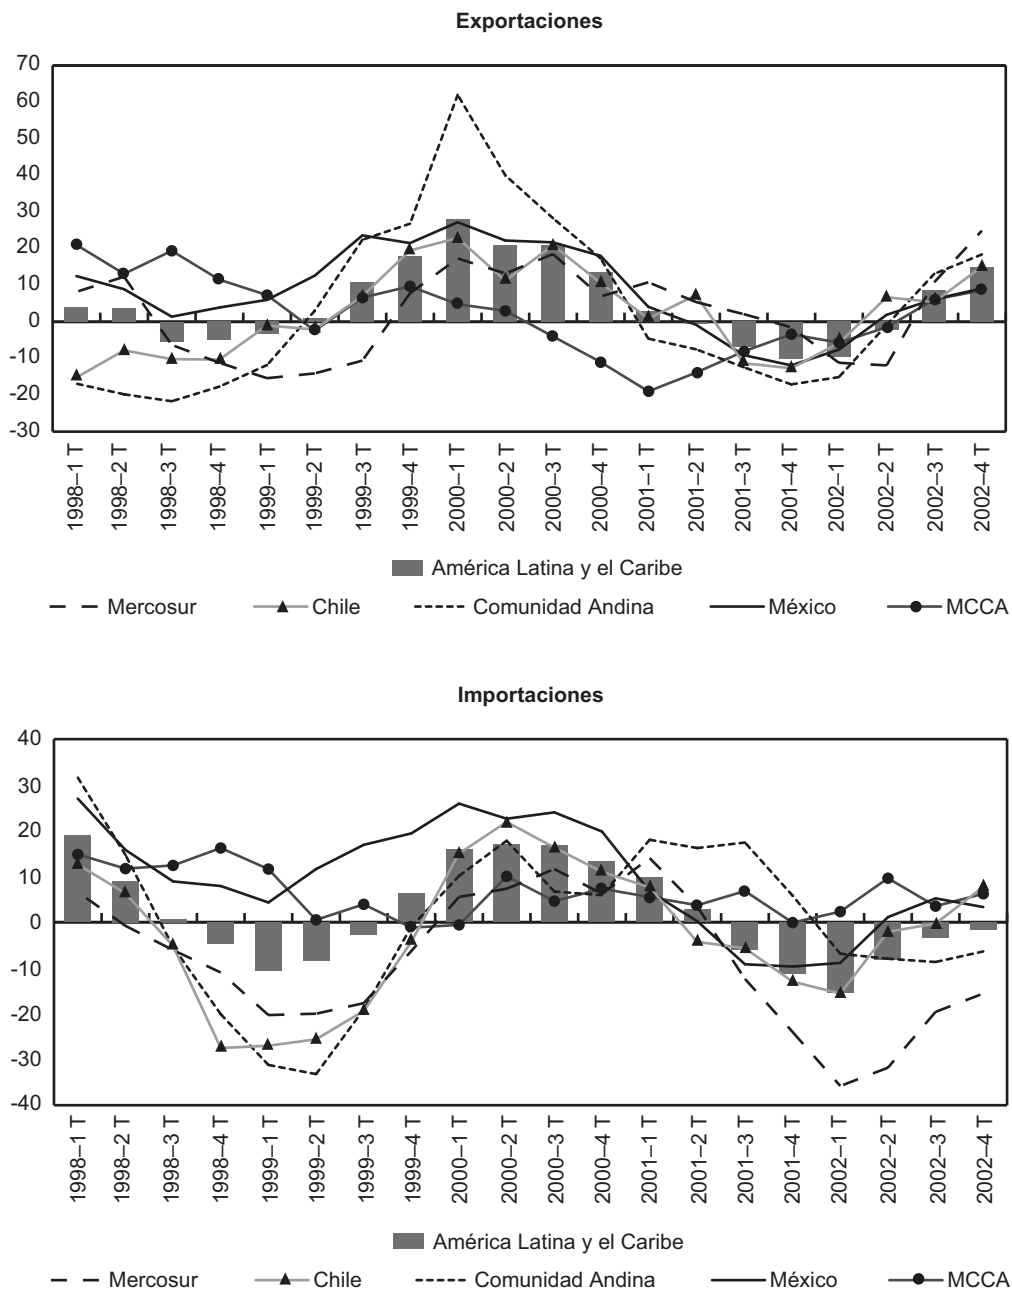 Exportaciones
70
60
50
40
30
20
10
0
-10
-20
-30
1998–1 T
1998–2 T
1998–3 T
1998–4 T
1999–1 T
1999–2 T
1999–3 T
1999–4 T
2000–1 T
2000–2 T
2000–3 T
2000–4 T
2001–1 T
2001–2 T
2001–3 T
2001–4 T
2002–1 T
2002–2 T
2002–3 T
2002–4 T
América Latina y el Caribe
Mercosur Chile Comunidad Andina México MCCA
Importaciones
40
30
20
10
0
-10
-20
-30
-40
1998–1 T
1998–2 T
1998–3 T
1998–4 T
1999–1 T
1999–2 T
1999–3 T
1999–4 T
2000–1 T
2000–2 T
2000–3 T
2000–4 T
2001–1 T
2001–2 T
2001–3 T
2001–4 T
2002–1 T
2002–2 T
2002–3 T
2002–4 T
América Latina y el Caribe
Mercosur Chile Comunidad Andina México MCCA